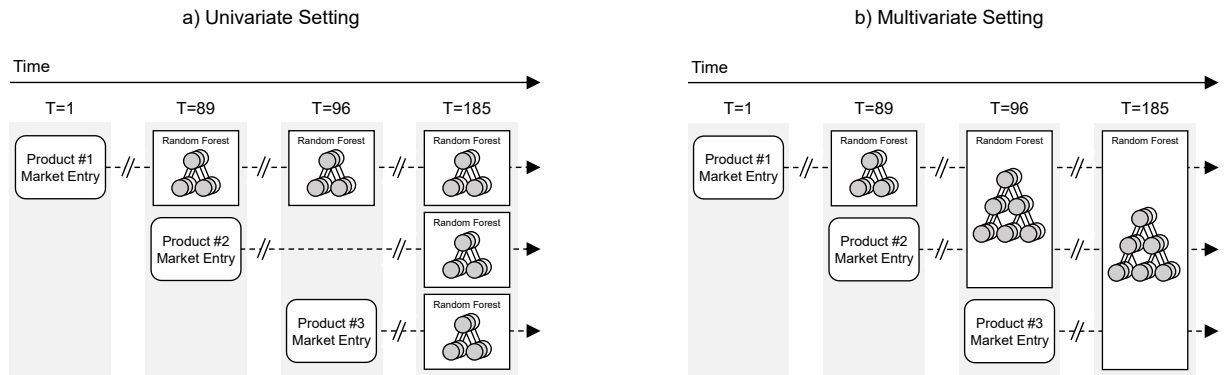 a) Univariate Setting
Time
T=1 T=89 T=96 T=185
Product #1
Market Entry
Random Forest
Random Forest
Random Forest
Product #2
Market Entry
Random Forest
Product #3
Market Entry
Random Forest
b) Multivariate Setting
Time
T=1 T=89 T=96 T=185
Product #1
Market Entry
Random Forest
Random Forest
Random Forest
Product #2
Market Entry
Product #3
Market Entry